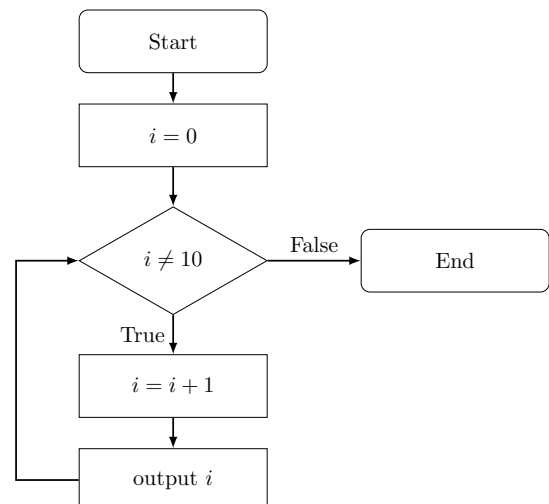 Start
i = 0
i ≠ 10
False
End
True
i = i + 1
output i